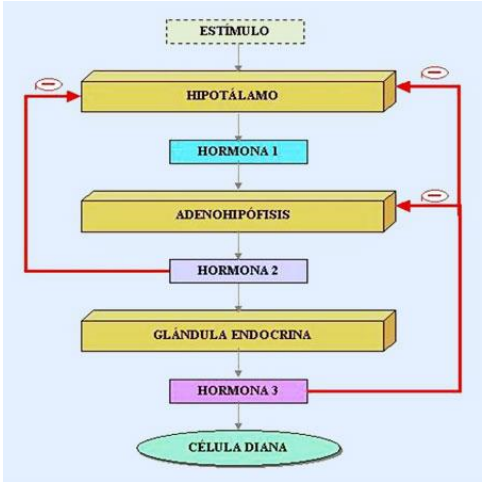 ESTÍMULO
HIPOTÁLAMO
HORMONA 1
ADENOHIPÓFISIS
HORMONA 2
GLÁNDULA ENDOCRINA
HORMONA 3
CÉLULA DIANA